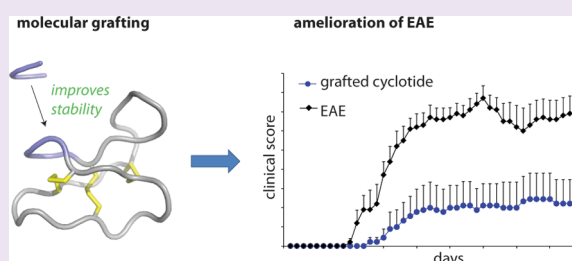 molecular grafting
improves
stability
amelioration of EAE
clinical score
grafted cyclotide
EAE
days